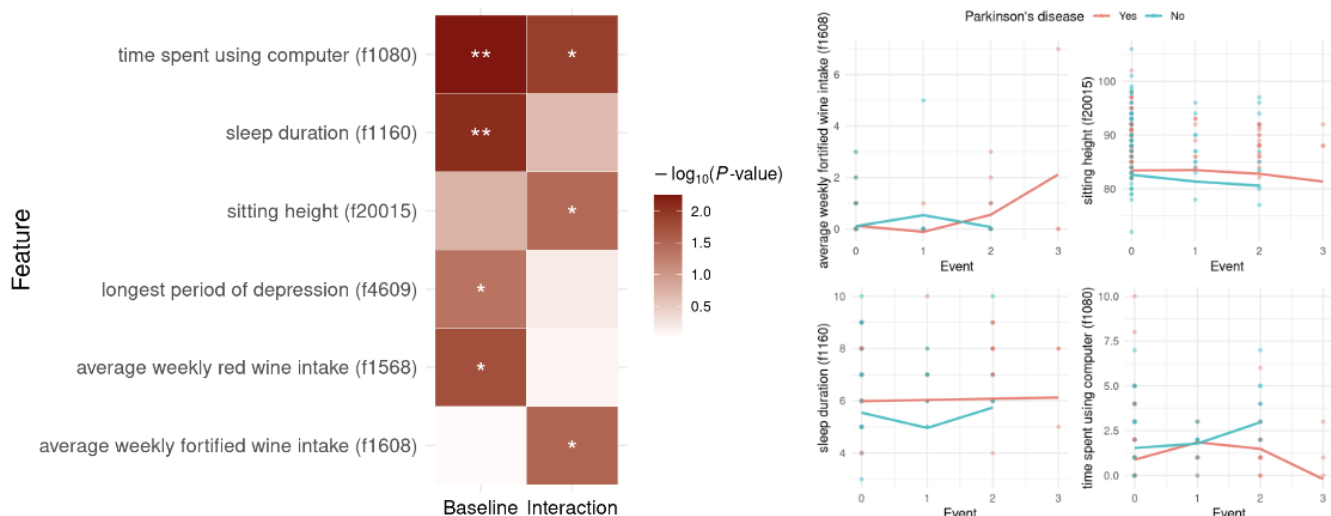 Feature
time spent using computer (f1080)
sleep duration (f1160)
sitting height (f20015)
longest period of depression (f4609)
average weekly red wine intake (f1568)
average weekly fortified wine intake (f1608)
** *
**
*
*
*
*
Baseline Interaction
− log10(P-value)
2.0
1.5
1.0
0.5
Parkinson's disease Yes No
average weekly fortified wine intake (f1608)
6
4
2
0
0 1 2 3
Event
sitting height (f20015)
100
90
80
0 1 2 3
Event
sleep duration (f1160)
10
8
6
4
0 1 2 3
Event
time spent using computer (f1080)
10.0
7.5
5.0
2.5
0.0
0 1 2 3
Event